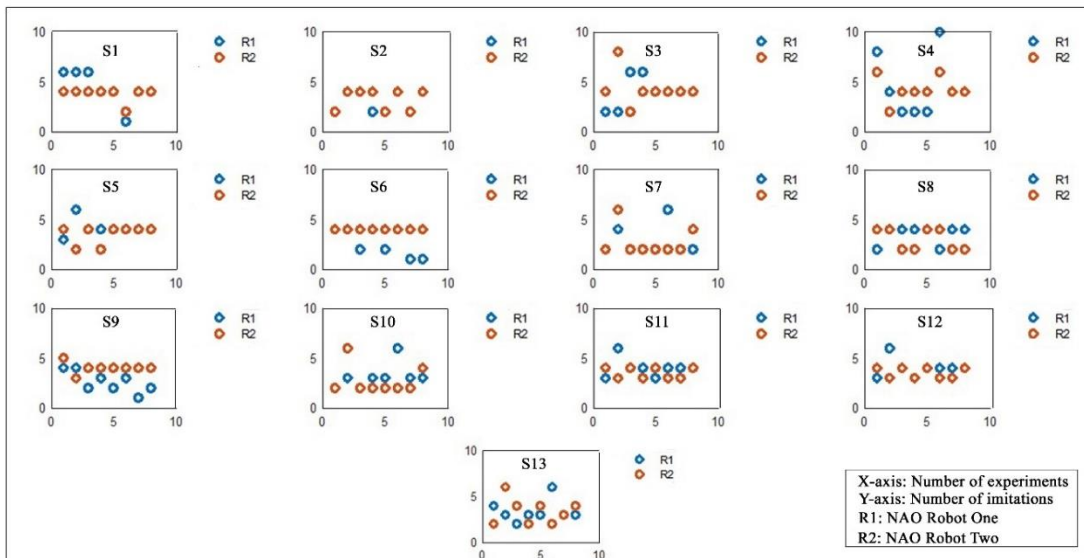 10
S1
R1
R2
5
0
0 5 10
10
S2
R1
R2
5
0
0 5 10
10
S3
R1
R2
5
0
0 5 10
10
S4
R1
R2
5
0
0 5 10
10
S5
R1
R2
5
0
0 5 10
10
S6
R1
R2
5
0
0 5 10
10
S7
R1
R2
5
0
0 5 10
10
S8
R1
R2
5
0
0 5 10
10
S9
R1
R2
5
0
0 5 10
10
S10
R1
R2
5
0
0 5 10
10
S11
R1
R2
5
0
0 5 10
10
S12
R1
R2
5
0
0 5 10
10
S13
R1
R2
5
0
0 5 10
X-axis: Number of experiments
Y-axis: Number of imitations
R1: NAO Robot One
R2: NAO Robot Two